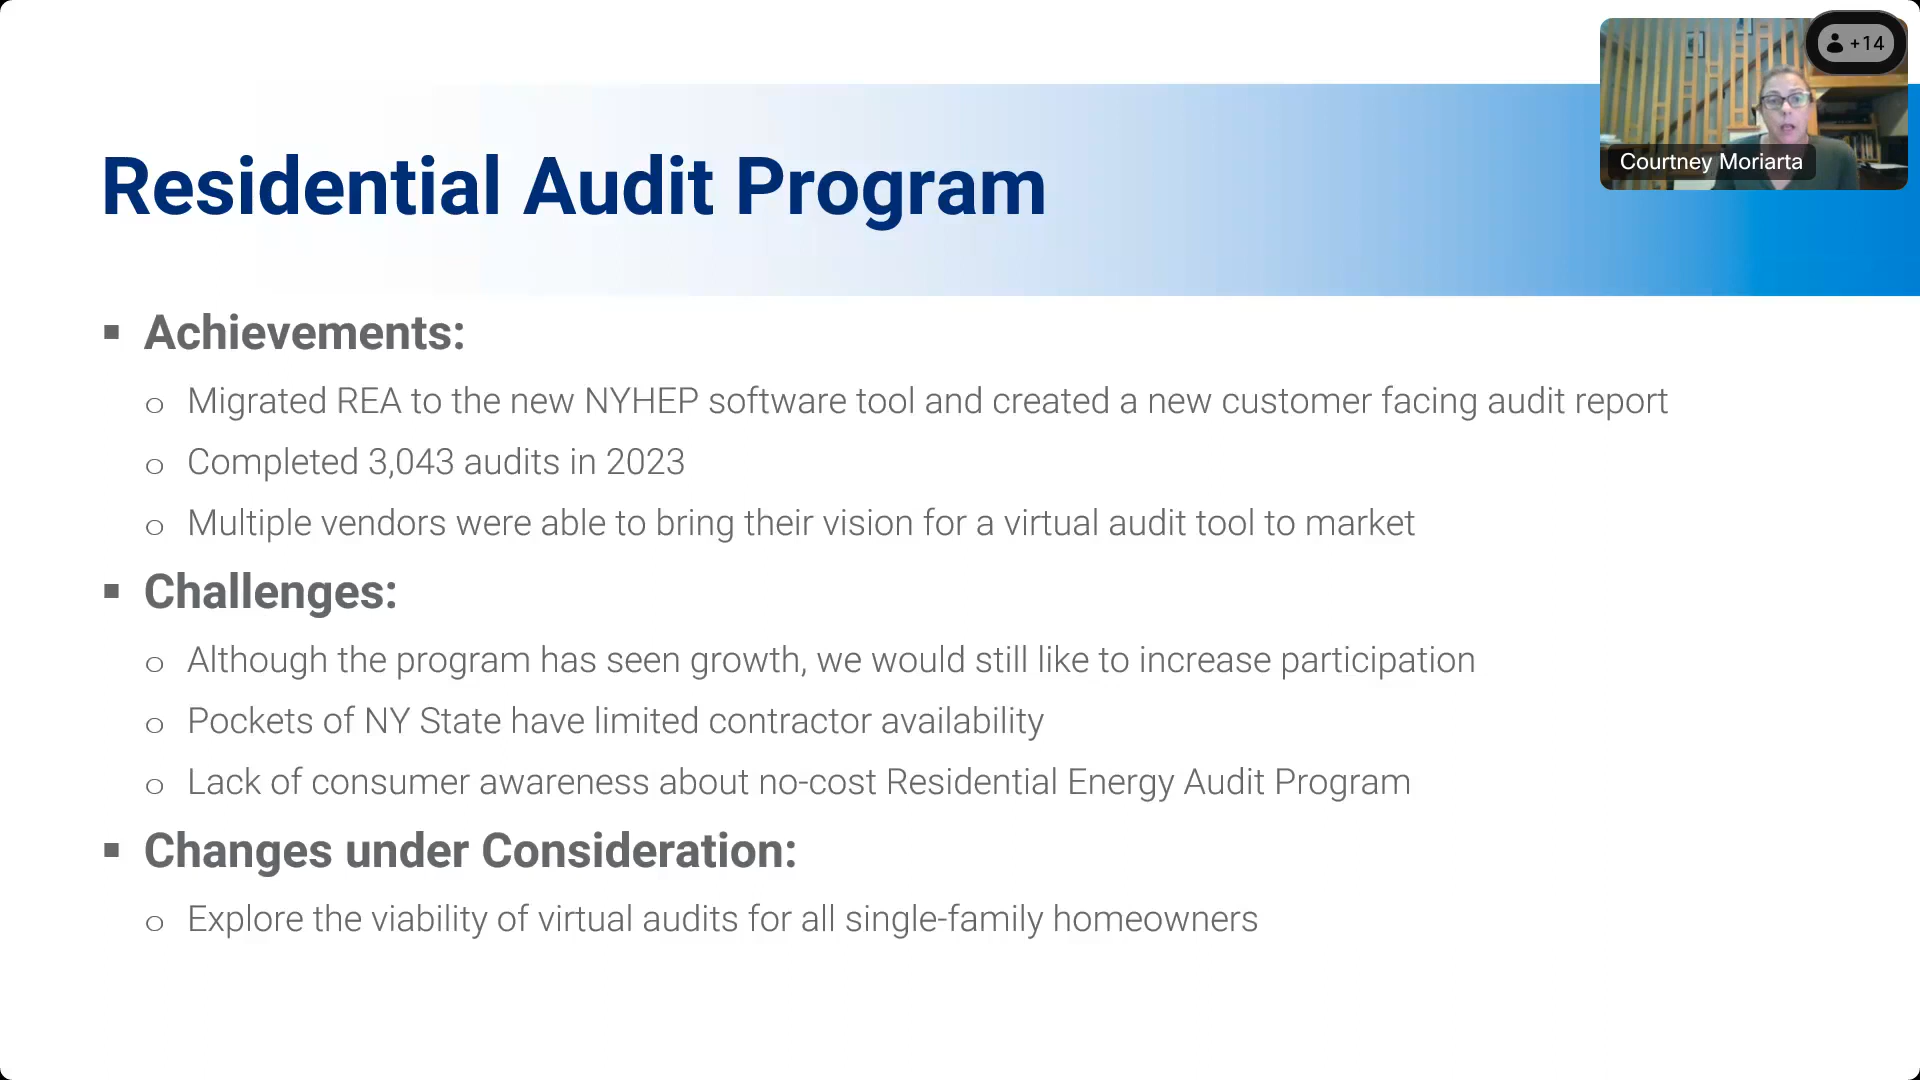 +14
Courtney Moriarta
Residential Audit Program
▪ Achievements:
o Migrated REA to the new NYHEP software tool and created a new customer facing audit report
o Completed 3,043 audits in 2023
o Multiple vendors were able to bring their vision for a virtual audit tool to market
▪ Challenges:
o Although the program has seen growth, we would still like to increase participation
o Pockets of NY State have limited contractor availability
o Lack of consumer awareness about no-cost Residential Energy Audit Program
▪ Changes under Consideration:
o Explore the viability of virtual audits for all single-family homeowners